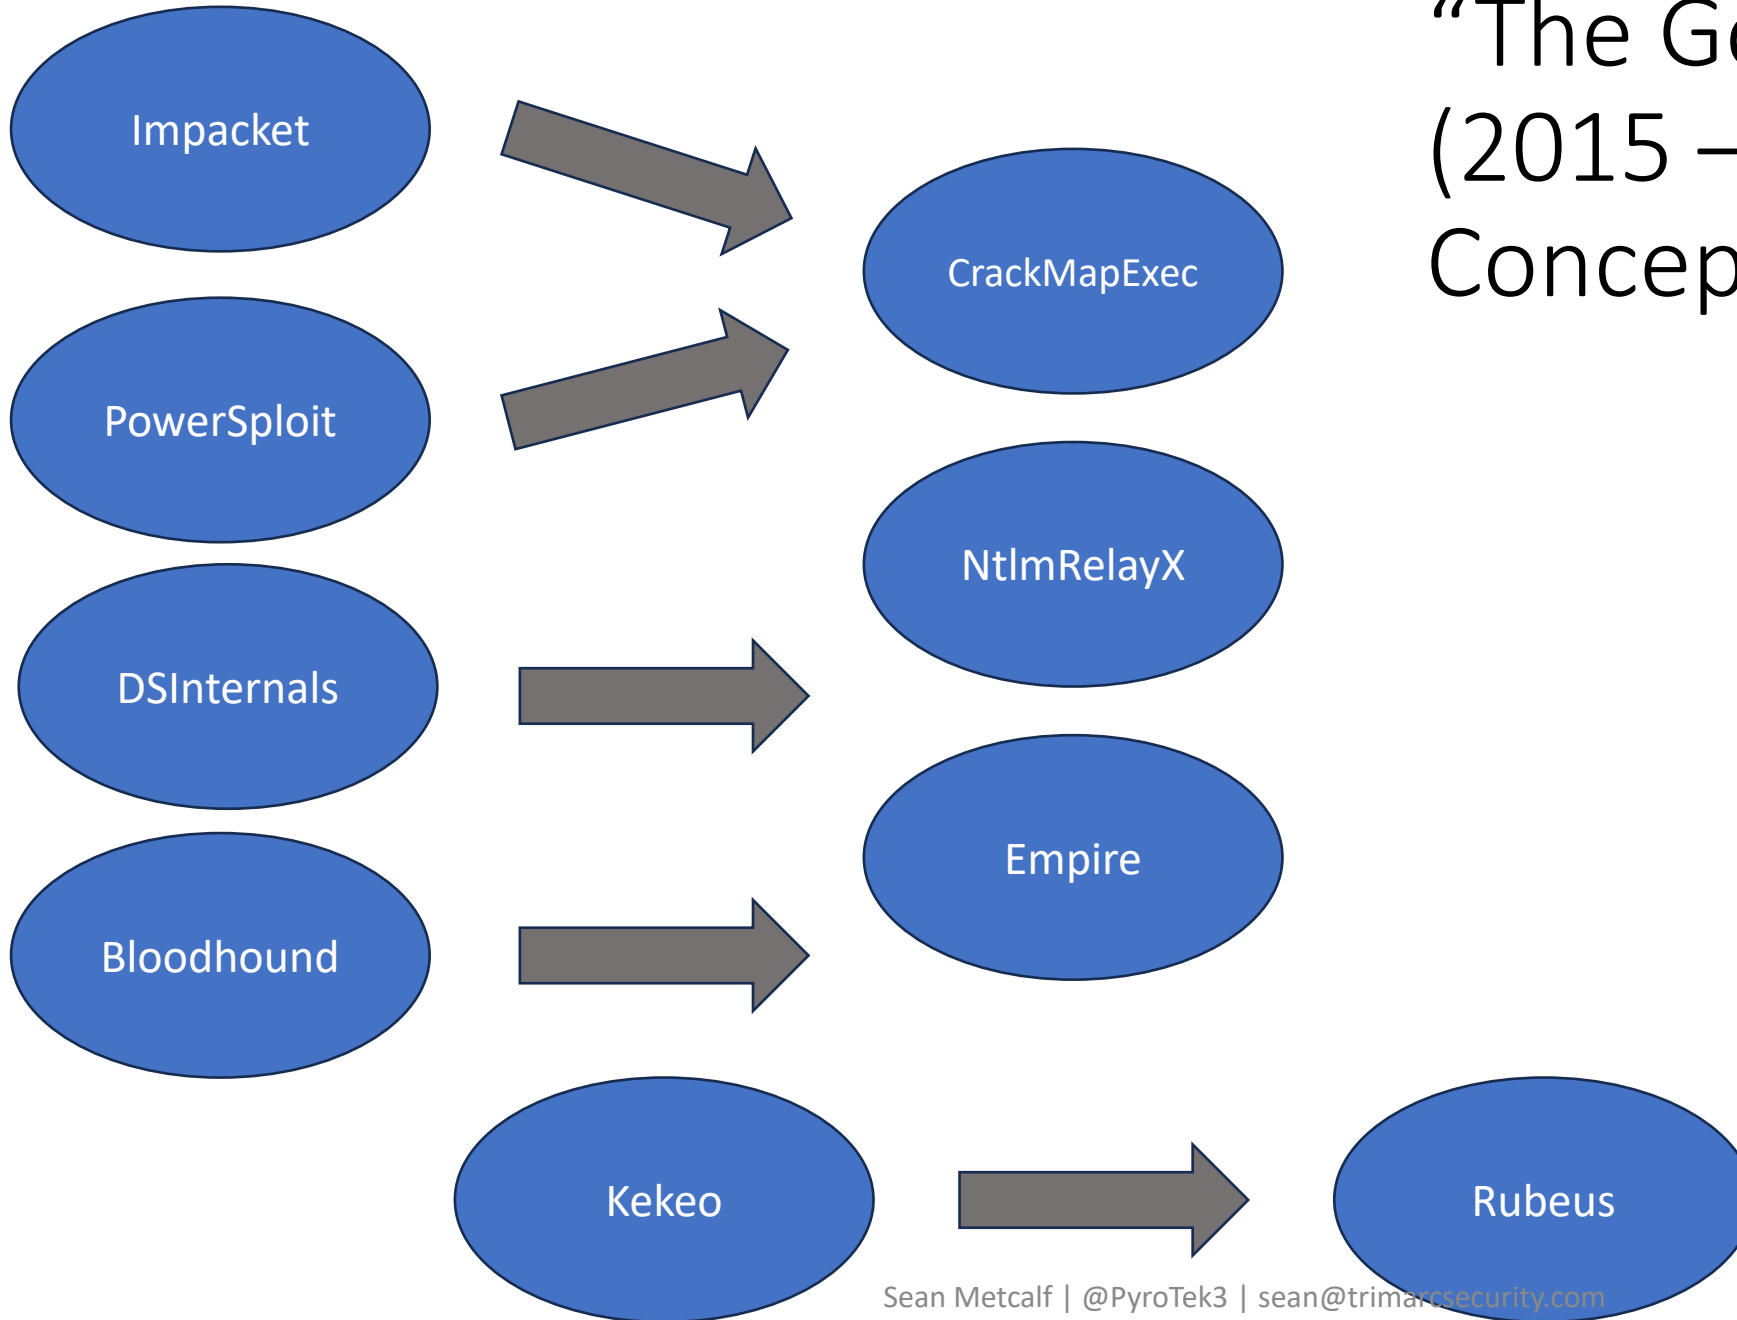 “The G
(2015 –
Concep
Impacket
CrackMapExec
PowerSploit
NtlmRelayX
DSInternals
Empire
Bloodhound
Kekeo
Rubeus
Sean Metcalf | @PyroTek3 | sean@trimarcsecurity.com